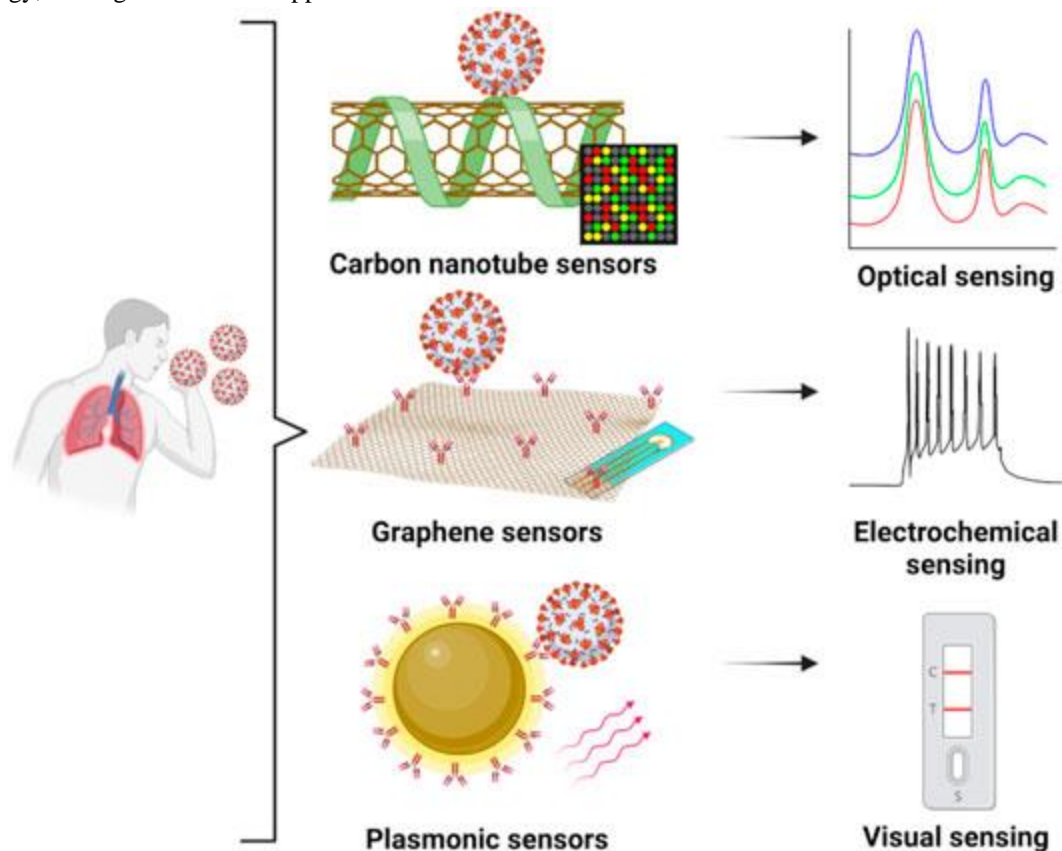 Carbon nanotube sensors
Optical sensing
Graphene sensors
Electrochemical
sensing
C
T
S
Plasmonic sensors
Visual sensing